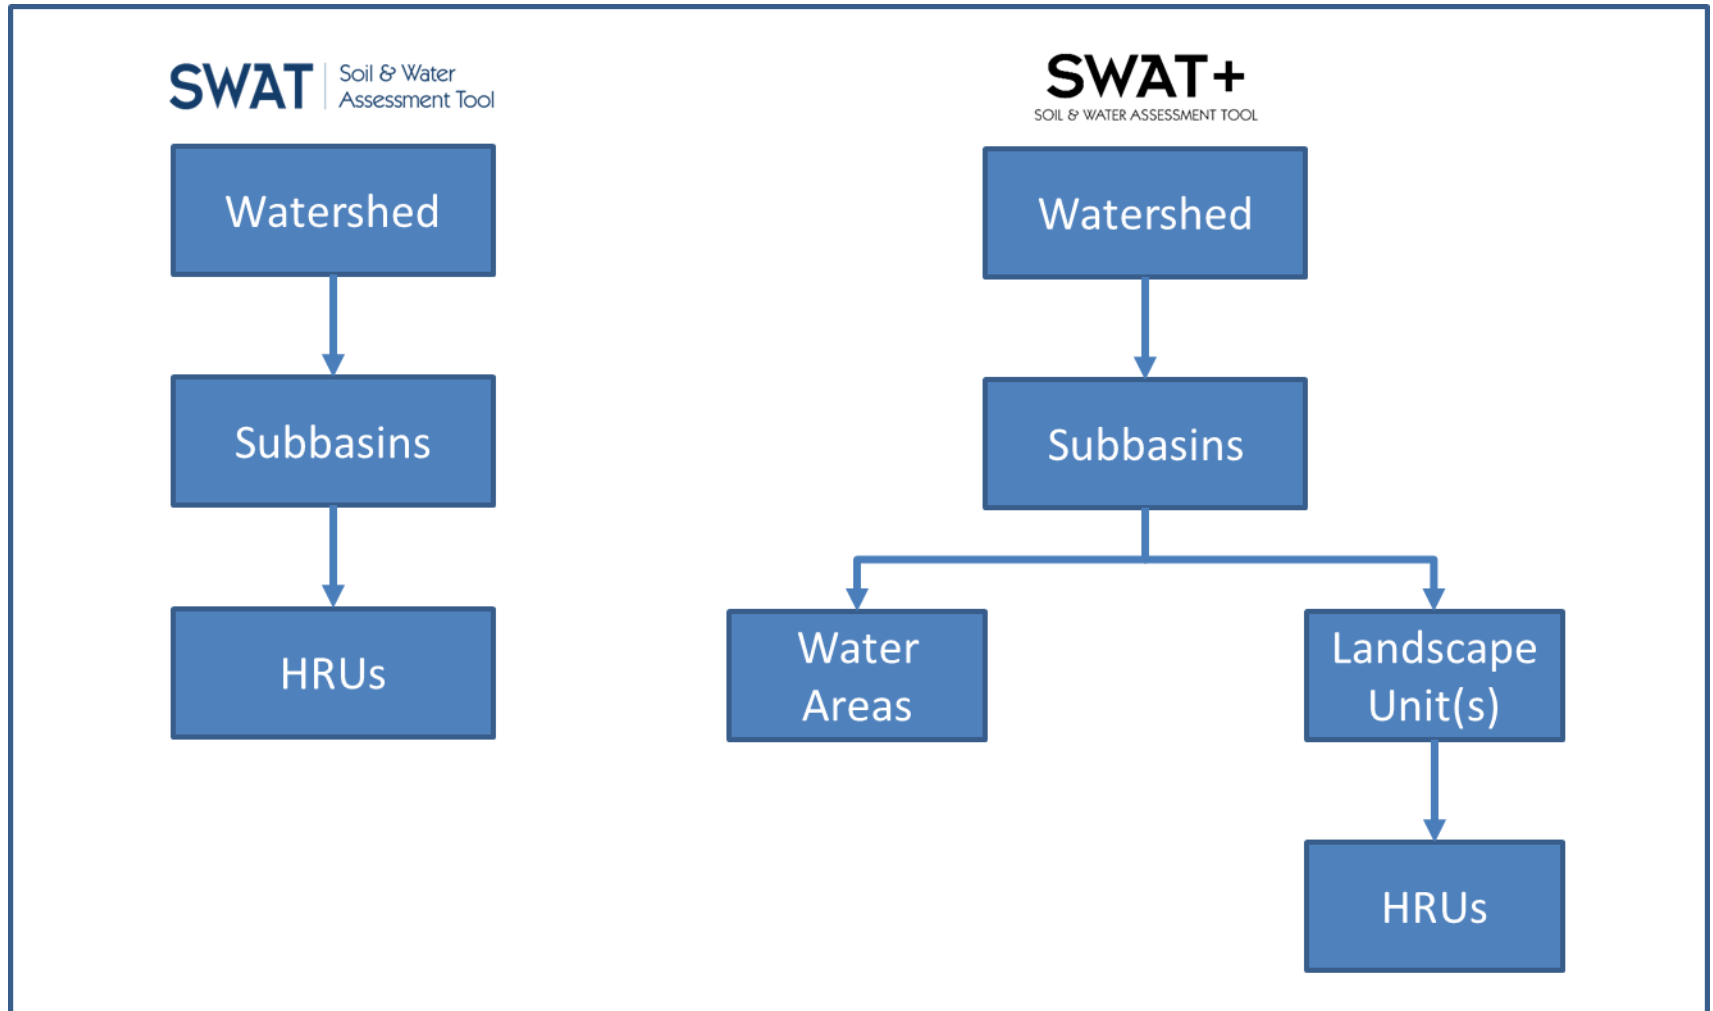 SWAT
Soil & Water
Assessment Tool
Watershed
Subbasins
HRUs
SWAT+
SOIL & WATER ASSESSMENT TOOL
Watershed
Subbasins
Water
Areas
Landscape
Unit(s)
HRUs